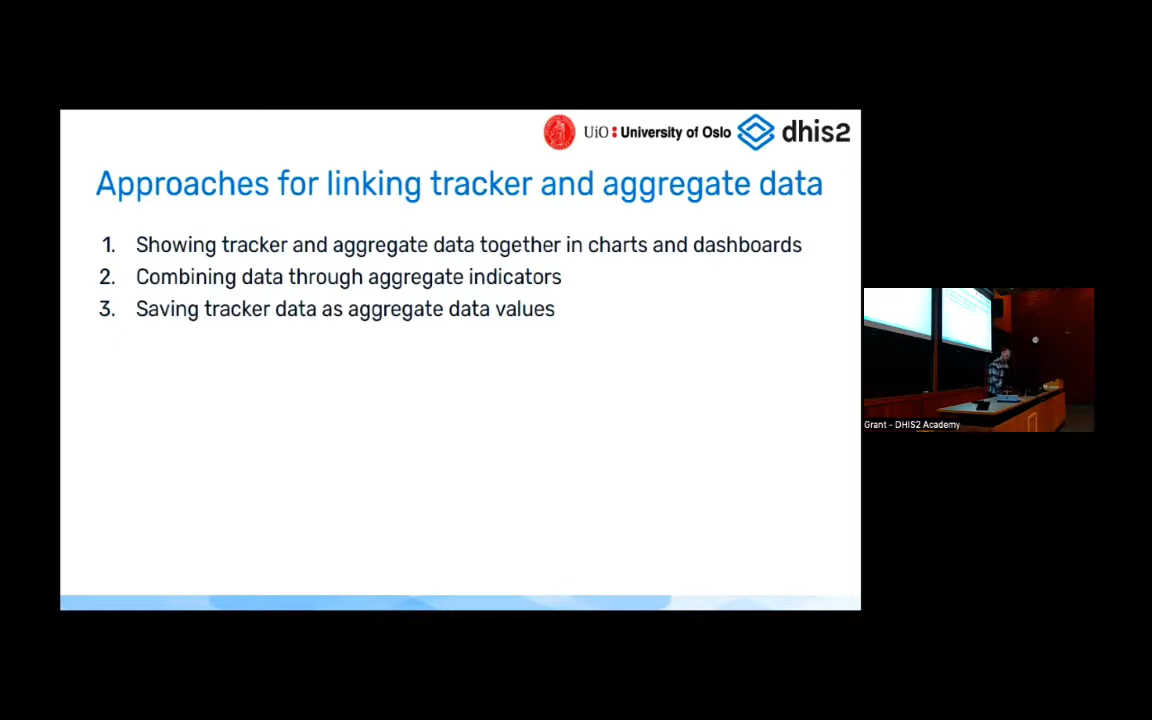 UiO : University of Oslo dhis2
Approaches for linking tracker and aggregate data
1. Showing tracker and aggregate data together in charts and dashboards
2. Combining data through aggregate indicators
3. Saving tracker data as aggregate data values
Grant - DHIS2 Academy